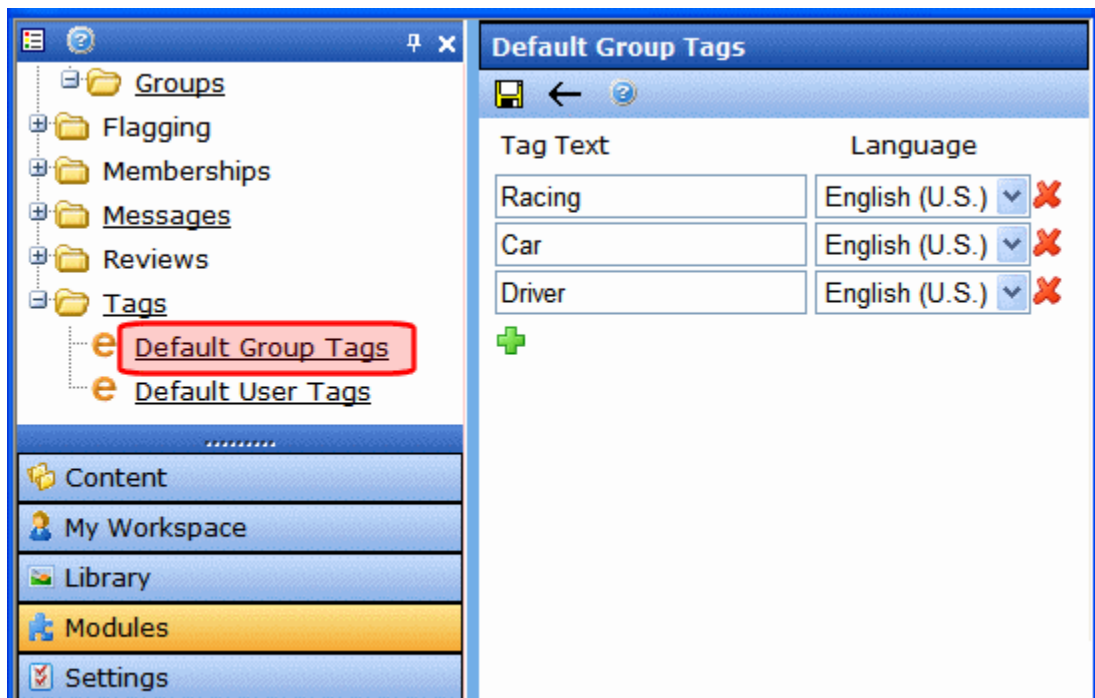 Groups
Flagging
Memberships
Messages
Reviews
Tags
Default Group Tags
Default User Tags
Content
My Workspace
Library
Modules
Settings
Default Group Tags
Tag Text Language
Racing English (U.S.)
Car English (U.S.)
Driver English (U.S.)